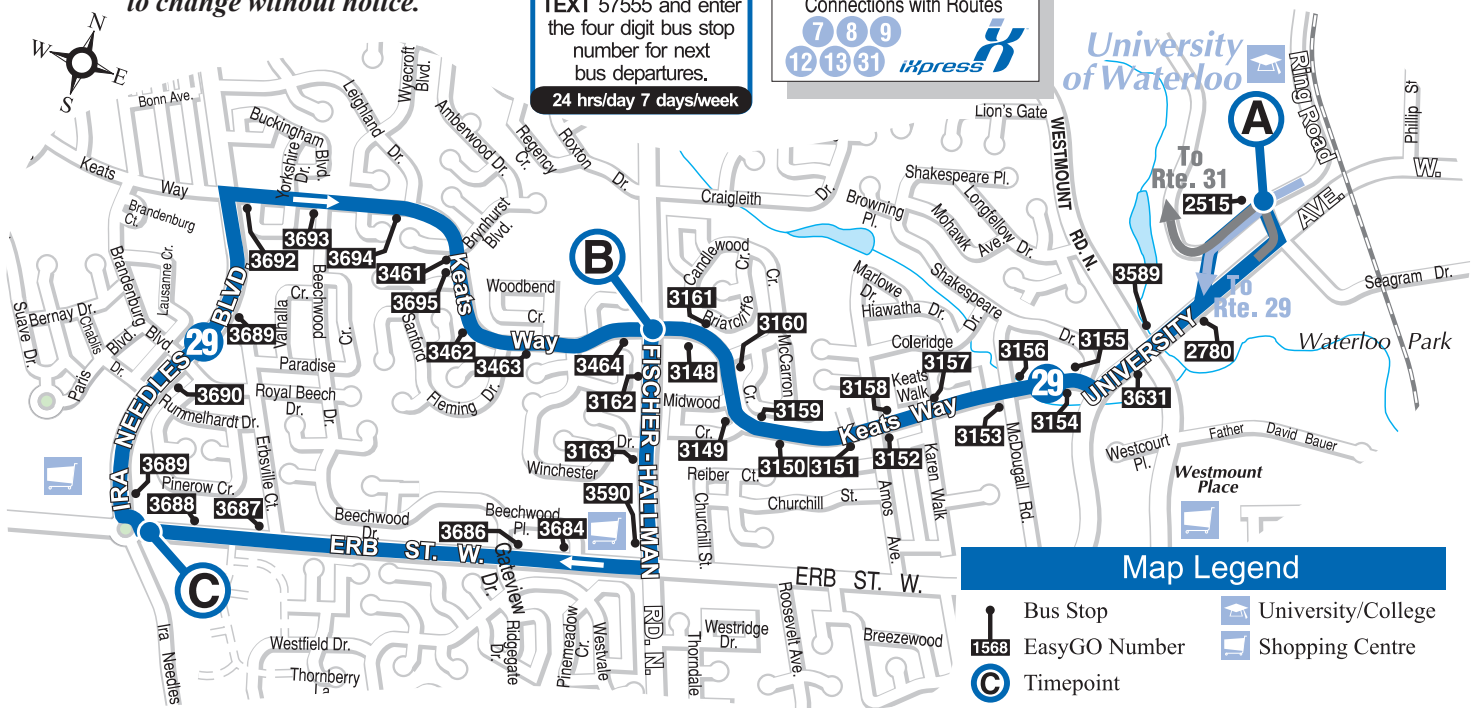 to change without notice.
TEXT 57555 and enter
the four digit bus stop
number for next
bus departures.
24 hrs/day 7 days/week
Connections with Routes
7 8 9
12 13 31 iXpress
University
of Waterloo
N
W
E
S
A
B
C
To
Rte. 31
To
Rte. 29
Ring Road
Phillip St
W.
AVE.
Seagram Dr.
Waterloo Park
Lion's Gate
WESTMOUNT
RD. N.
Bonn Ave.
Keats
Way
Brandenburg
Ct.
Brandenburg
Blvd.
Lausanne Cr.
Bernay Dr.
Suave Dr.
Chablis
Dr.
Paris
Buckingham
Blvd.
Yorkshire
Dr.
Leighland
Dr.
Wyecroft
Blvd.
Amberwood Dr.
Regency
Cr.
Roxton
Dr.
Brynhurst
Blvd.
Craigleith
Dr.
Browning
Pl.
Shakespeare Pl.
Longfellow Dr.
Mohawk
Ave.
Marlowe
Dr.
Hiawatha
Dr.
Shakespeare
Dr.
Coleridge
Keats
Walk
Candlewood
Cr.
Briarcliffe
Cr.
McCarron
Cr.
Midwood
Cr.
Reiber Ct.
Churchill St.
Churchill St.
Amos
Ave.
Karen Walk
McDougall Rd.
Westcourt
Pl.
Father David Bauer
Westmount
Place
Woodbend
Cr.
Sanford
Fleming Dr.
Valhalla
Cr.
Beechwood
Cr.
Paradise
Royal Beech
Dr.
Dr.
Rummelhardt Dr.
Erbsville Ct.
Pinerow Cr.
Beechwood
Dr.
Beechwood
Pl.
Winchester
Dr.
Gateview
Dr.
Ridgegate
Dr.
Pinemeadow
Cr.
Westvale
Thorndale
Westridge
Dr.
Roosevelt Ave.
Breezewood
Westfield Dr.
Thornberry
La
Ira Needles
IRA NEEDLES
BLVD
29
Keats
Way
FISCHER-HALLMAN
RD. N.
ERB ST. W.
ERB ST. W.
Keats Way
29
UNIVERSITY
3692
3693
3694
3461
3695
3462
3463
3464
3689
3690
3689
3688
3687
3686
3684
3590
3163
3162
3148
3161
3160
3159
3149
3150
3151
3152
3158
3157
3156
3155
3153
3154
3589
3631
2780
2515
Map Legend
Bus Stop
1568 EasyGO Number
C Timepoint
University/College
Shopping Centre